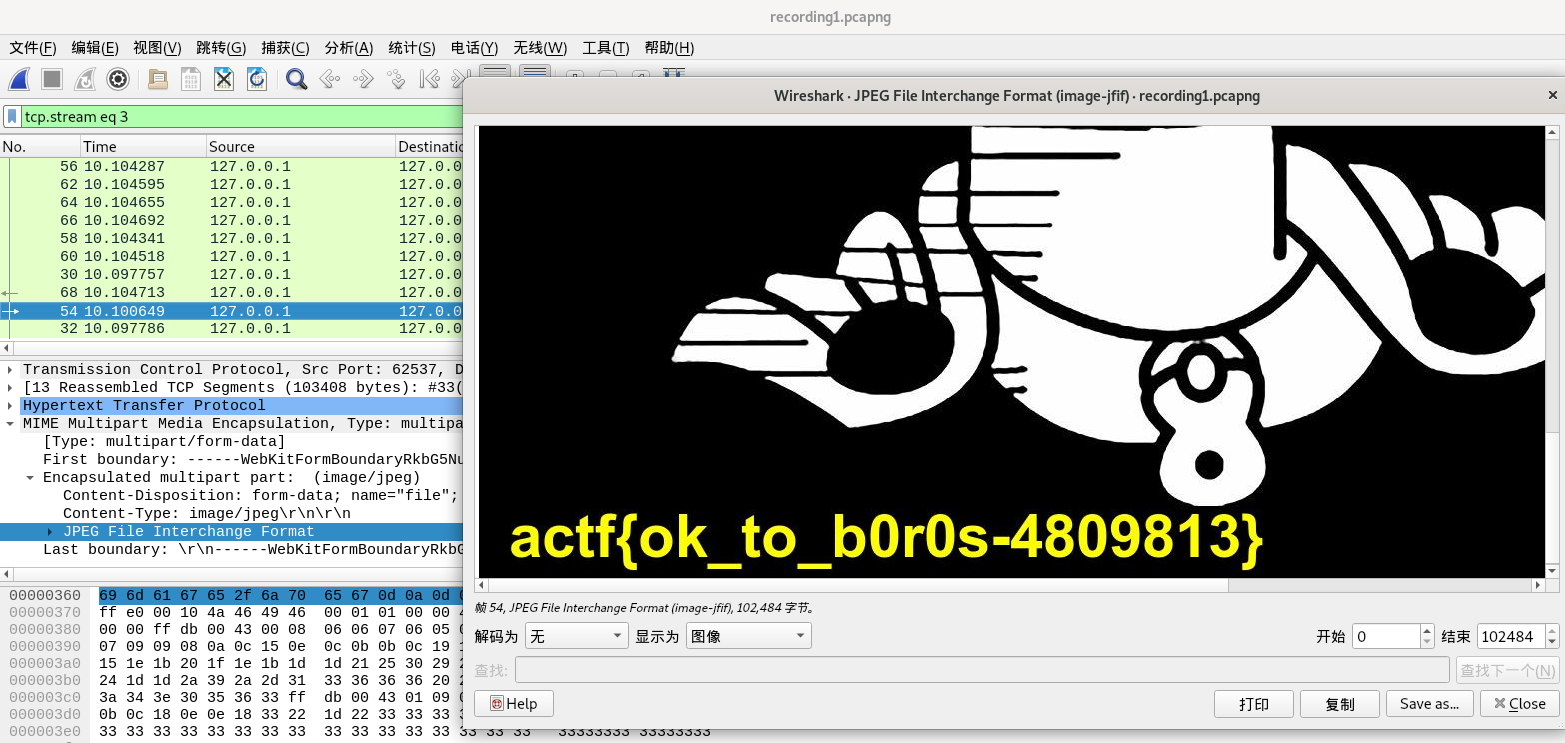 recording1.pcapng
文件(F) 编辑(E) 视图(V) 跳转(G) 捕获(C) 分析(A) 统计(S) 电话(Y) 无线(W) 工具(T) 帮助(H)
tcp.stream eq 3
No. Time Source Destinatio
56 10.104287 127.0.0.1 127.0.0
62 10.104595 127.0.0.1 127.0.0
64 10.104655 127.0.0.1 127.0.0
66 10.104692 127.0.0.1 127.0.0
58 10.104341 127.0.0.1 127.0.0
60 10.104518 127.0.0.1 127.0.0
30 10.097757 127.0.0.1 127.0.0
68 10.104713 127.0.0.1 127.0.0
54 10.100649 127.0.0.1 127.0.0
32 10.097786 127.0.0.1 127.0.0
Transmission Control Protocol, Src Port: 62537, D
[13 Reassembled TCP Segments (103408 bytes): #33(
Hypertext Transfer Protocol
MIME Multipart Media Encapsulation, Type: multipa
[Type: multipart/form-data]
First boundary: ------WebKitFormBoundaryRkbG5Nu
Encapsulated multipart part: (image/jpeg)
Content-Disposition: form-data; name="file";
Content-Type: image/jpeg\r\n\r\n
JPEG File Interchange Format
Last boundary: \r\n------WebKitFormBoundaryRkbG
00000360 69 6d 61 67 65 2f 6a 70 65 67 0d 0a 0d
00000370 ff e0 00 10 4a 46 49 46 00 01 01 00 00
00000380 00 00 ff db 00 43 00 08 06 06 07 06 05
00000390 07 09 09 08 0a 0c 15 0e 0c 0b 0b 0c 19
000003a0 15 1e 1b 20 1f 1e 1b 1d 1d 21 25 30 29
000003b0 24 1d 1d 2a 39 2a 2d 31 33 36 36 36 20
000003c0 3a 34 3e 30 35 36 33 ff db 00 43 01 09
000003d0 0b 0c 18 0e 0e 18 33 22 1d 22 33 33 33
000003e0 33 33 33 33 33 33 33 33 33 33 33 33 33 33 33 33 33333333 33333333
Wireshark · JPEG File Interchange Format (image-jfif) · recording1.pcapng
actf{ok_to_b0r0s-4809813}
帧 54, JPEG File Interchange Format (image-jfif), 102,484 字节。
解码为 无 显示为 图像 开始 0 结束 102484
查找: 查找下一个(N)
Help 打印 复制 Save as... Close